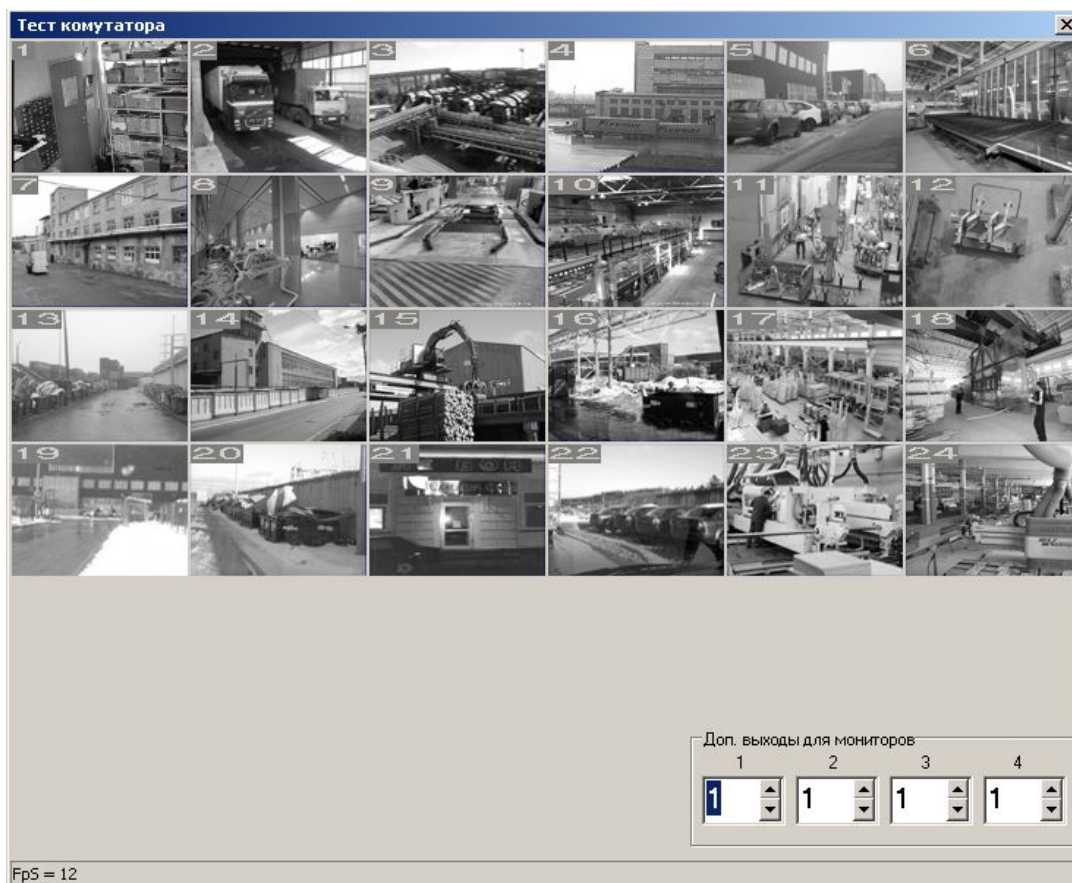 Тест комутатора
1 2 3 4 5 6
7 8 9 10 11 12
13 14 15 16 17 18
19 20 21 22 23 24
Доп. выходы для мониторов
1 2 3 4
1 1 1 1
FpS = 12